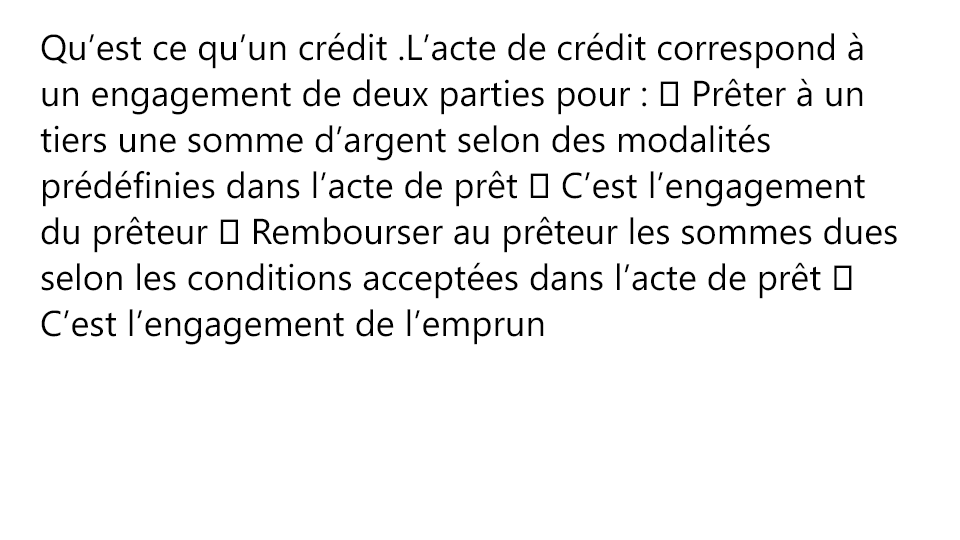 Qu’est ce qu’un crédit .L’acte de crédit correspond à
un engagement de deux parties pour : 􀂃 Prêter à un
tiers une somme d’argent selon des modalités
prédéfinies dans l’acte de prêt 􀂃 C’est l’engagement
du prêteur 􀂃 Rembourser au prêteur les sommes dues
selon les conditions acceptées dans l’acte de prêt 􀂃
C’est l’engagement de l’emprun